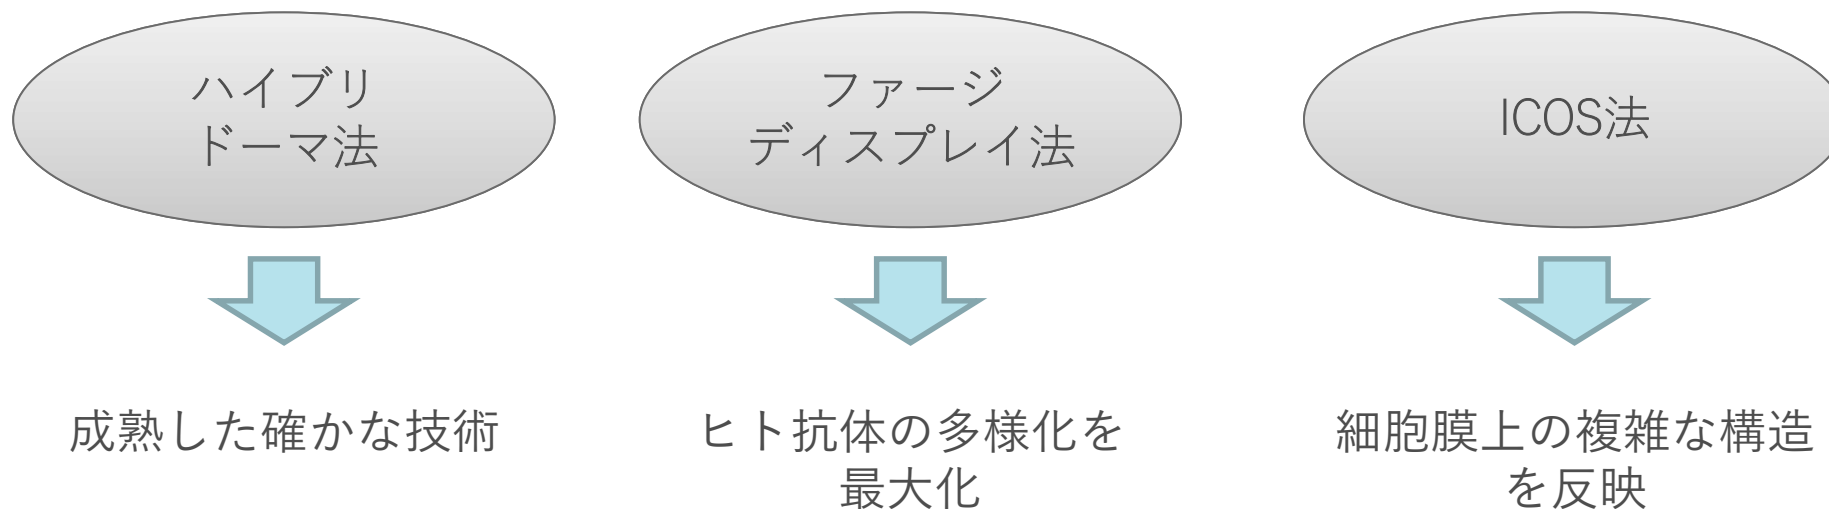 ハイブリ
ドーマ法
ファージ
ディスプレイ法
ICOS法
成熟した確かな技術
ヒト抗体の多様化を
最大化
細胞膜上の複雑な構造
を反映